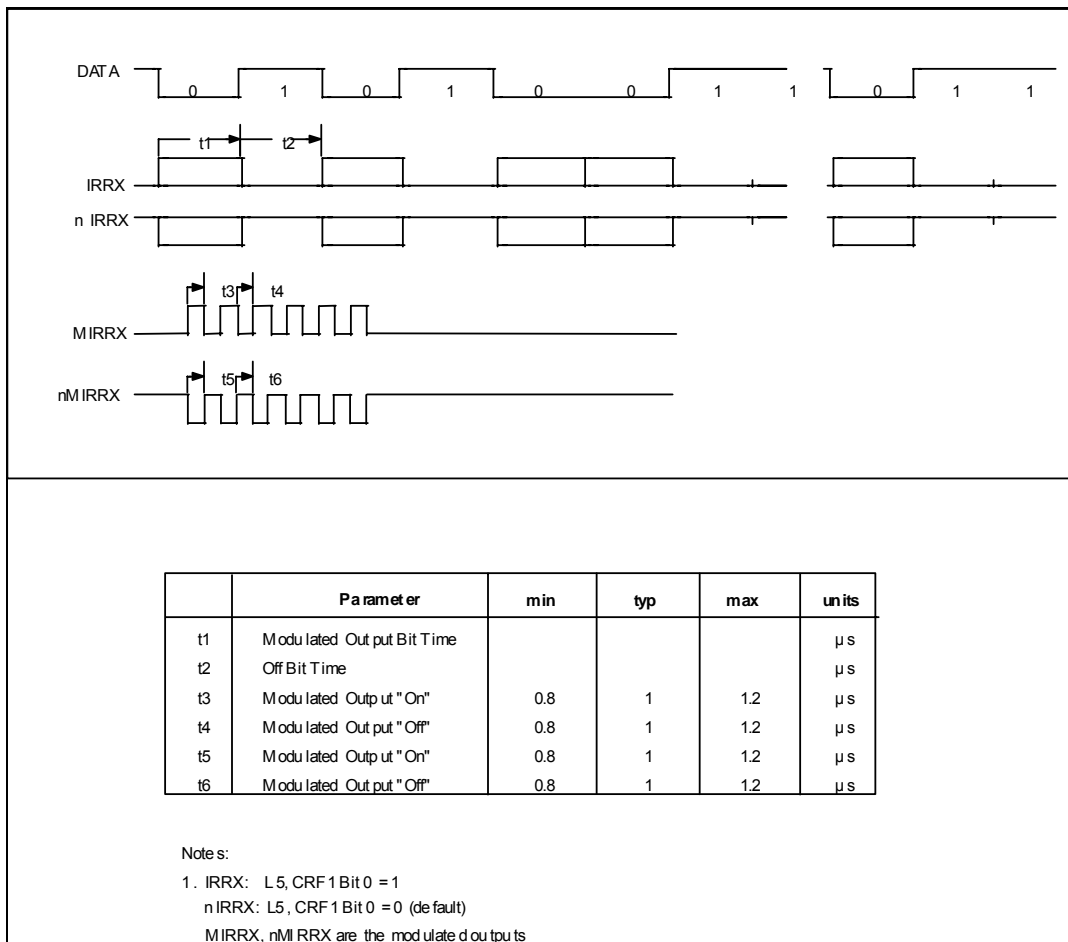 DATA 0 1 0 1 0 0 1 1 0 1 1
t1 t2
IRRX
n IRRX
t3 t4
MIRRX
t5 t6
nMIRRX
Parameter min typ max units
t1 Modulated Output Bit Time µs
t2 Off Bit Time µs
t3 Modulated Output "On" 0.8 1 1.2 µs
t4 Modulated Output "Off" 0.8 1 1.2 µs
t5 Modulated Output "On" 0.8 1 1.2 µs
t6 Modulated Output "Off" 0.8 1 1.2 µs
Notes:
1. IRRX: L5, CRF1 Bit 0 = 1
nIRRX: L5, CRF1 Bit 0 = 0 (default)
MIRRX, nMIRRX are the modulated outputs